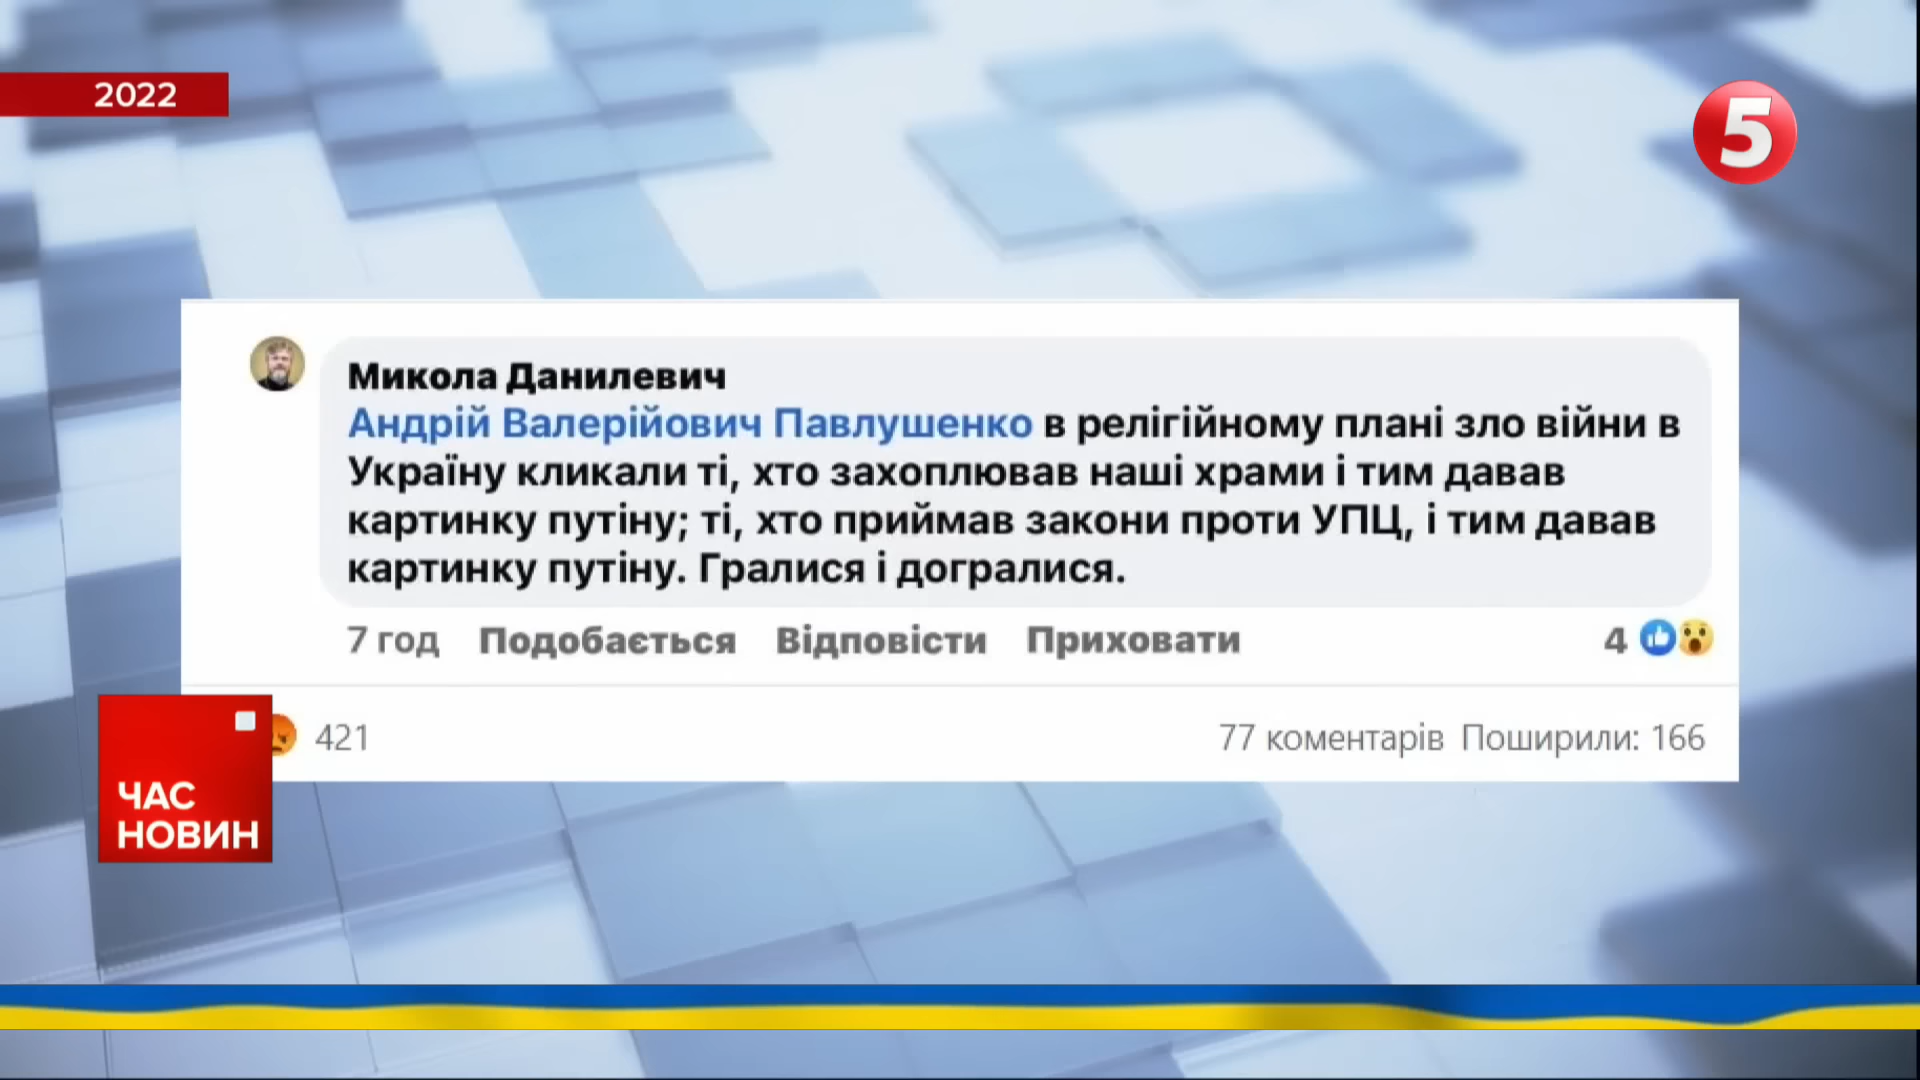 2022
5
Микола Данилевич
Андрій Валерійович Павлушенко в релігійному плані зло війни в
Україну кликали ті, хто захоплював наші храми і тим давав
картинку путіну; ті, хто приймав закони проти УПЦ, і тим давав
картинку путіну. Гралися і догралися.
7 год Подобається Відповісти Приховати 4
421 77 коментарів Поширили: 166
ЧАС
НОВИН